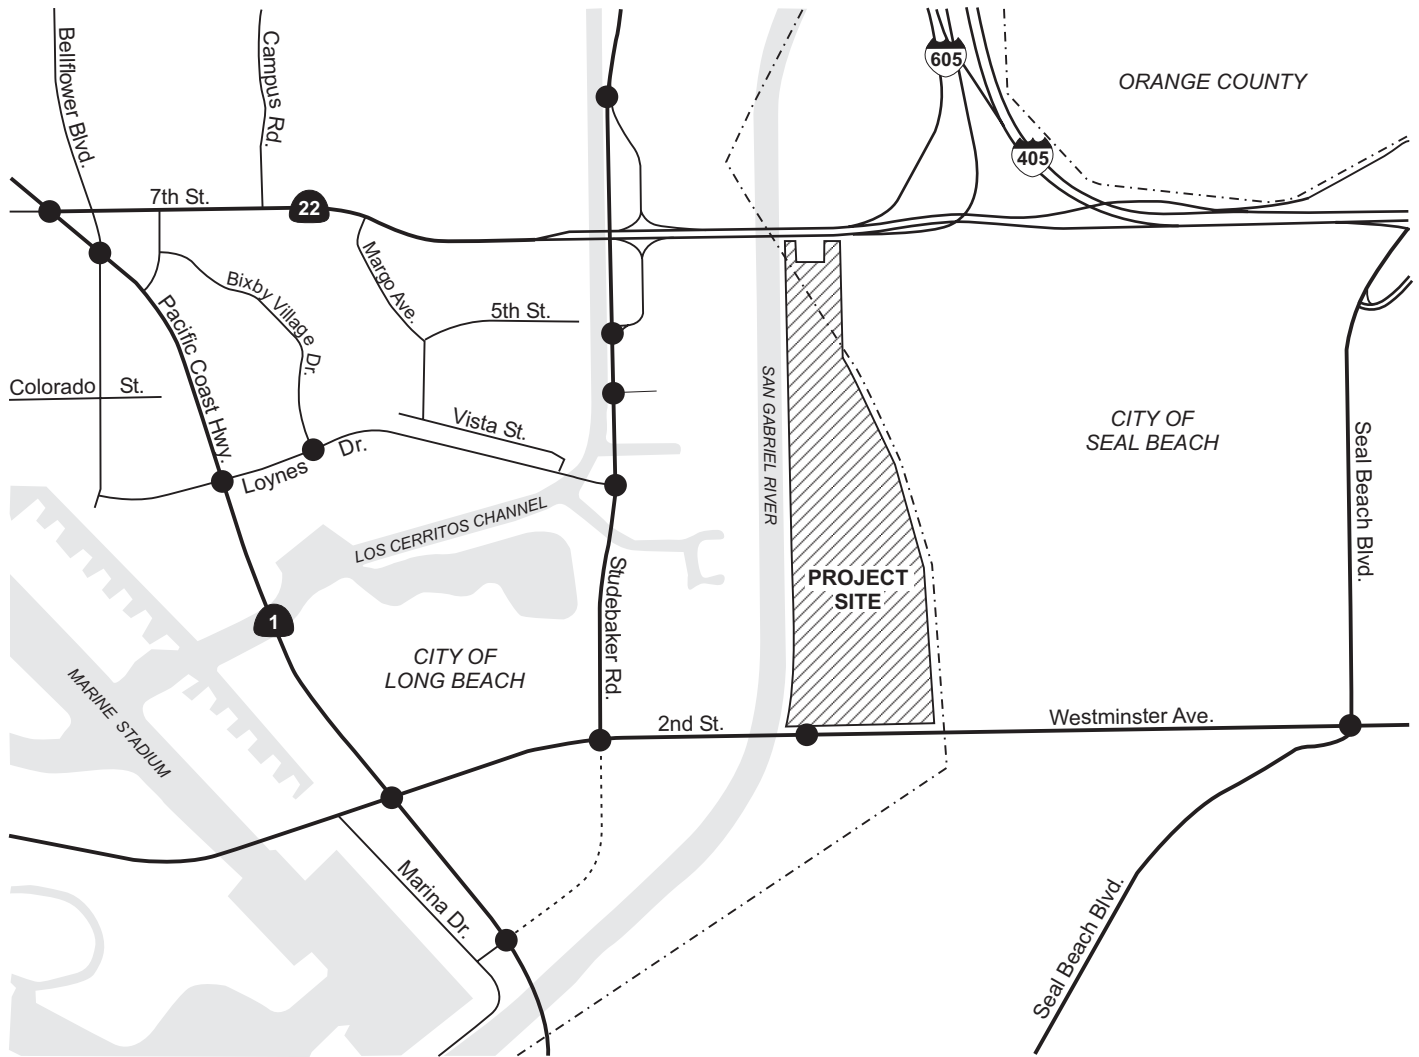 Bellflower Blvd.
Campus Rd.
605
ORANGE COUNTY
405
7th St.
22
Margo Ave.
Bixby Village Dr.
5th St.
Pacific Coast Hwy.
Colorado St.
Vista St.
Loynes Dr.
SAN GABRIEL RIVER
CITY OF
SEAL BEACH
Seal Beach Blvd.
LOS CERRITOS CHANNEL
Studebaker Rd.
PROJECT
SITE
1
CITY OF
LONG BEACH
MARINE STADIUM
2nd St.
Westminster Ave.
Marina Dr.
Seal Beach Blvd.